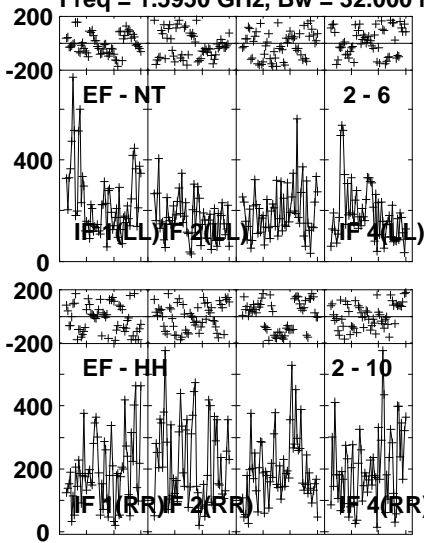 Freq = 1.5950 GHz, Bw = 32.000
200
-200
EF - NT 2 - 6
400
IF 1(LL) IF 2(LL) IF 4(LL)
0
200
-200
EF - HH 2 - 10
400
200
IF 1(RR) IF 2(RR) IF 4(RR)
0